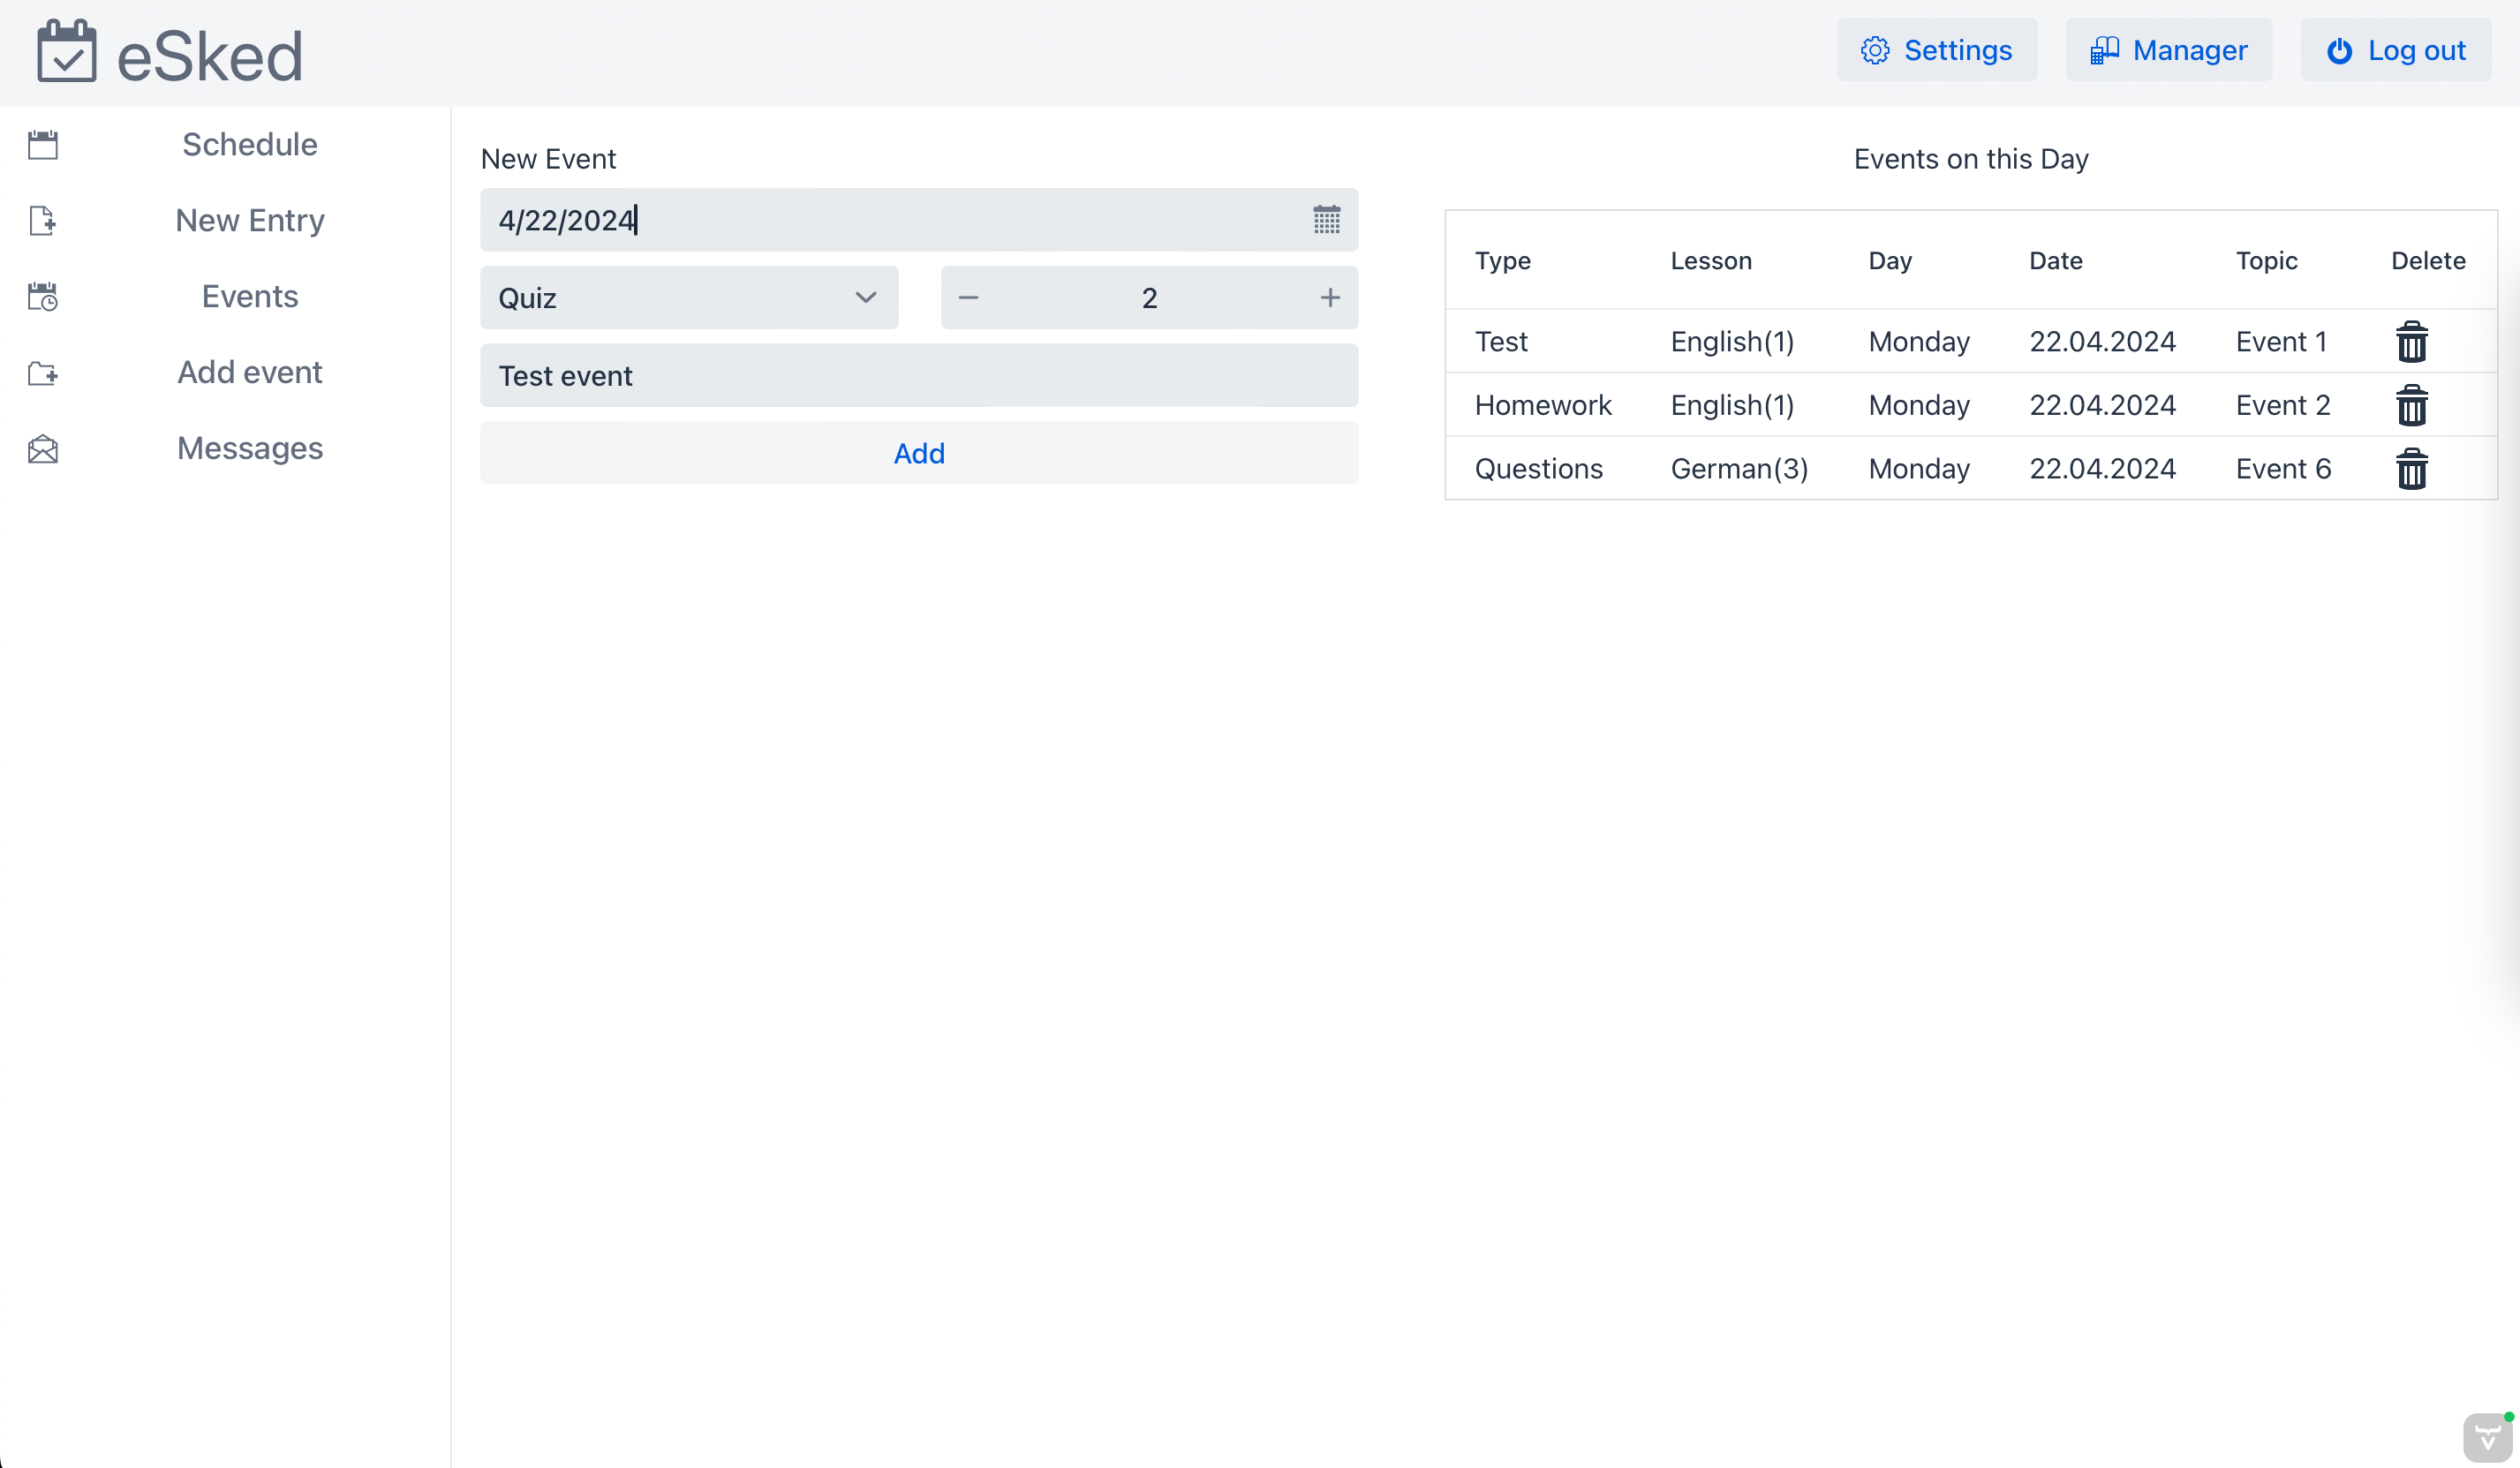 eSked
Settings
Manager
Log out
Schedule
New Entry
Events
Add event
Messages
New Event
4/22/2024
Quiz
2
Test event
Add
Events on this Day
Type Lesson Day Date Topic Delete
Test English(1) Monday 22.04.2024 Event 1
Homework English(1) Monday 22.04.2024 Event 2
Questions German(3) Monday 22.04.2024 Event 6